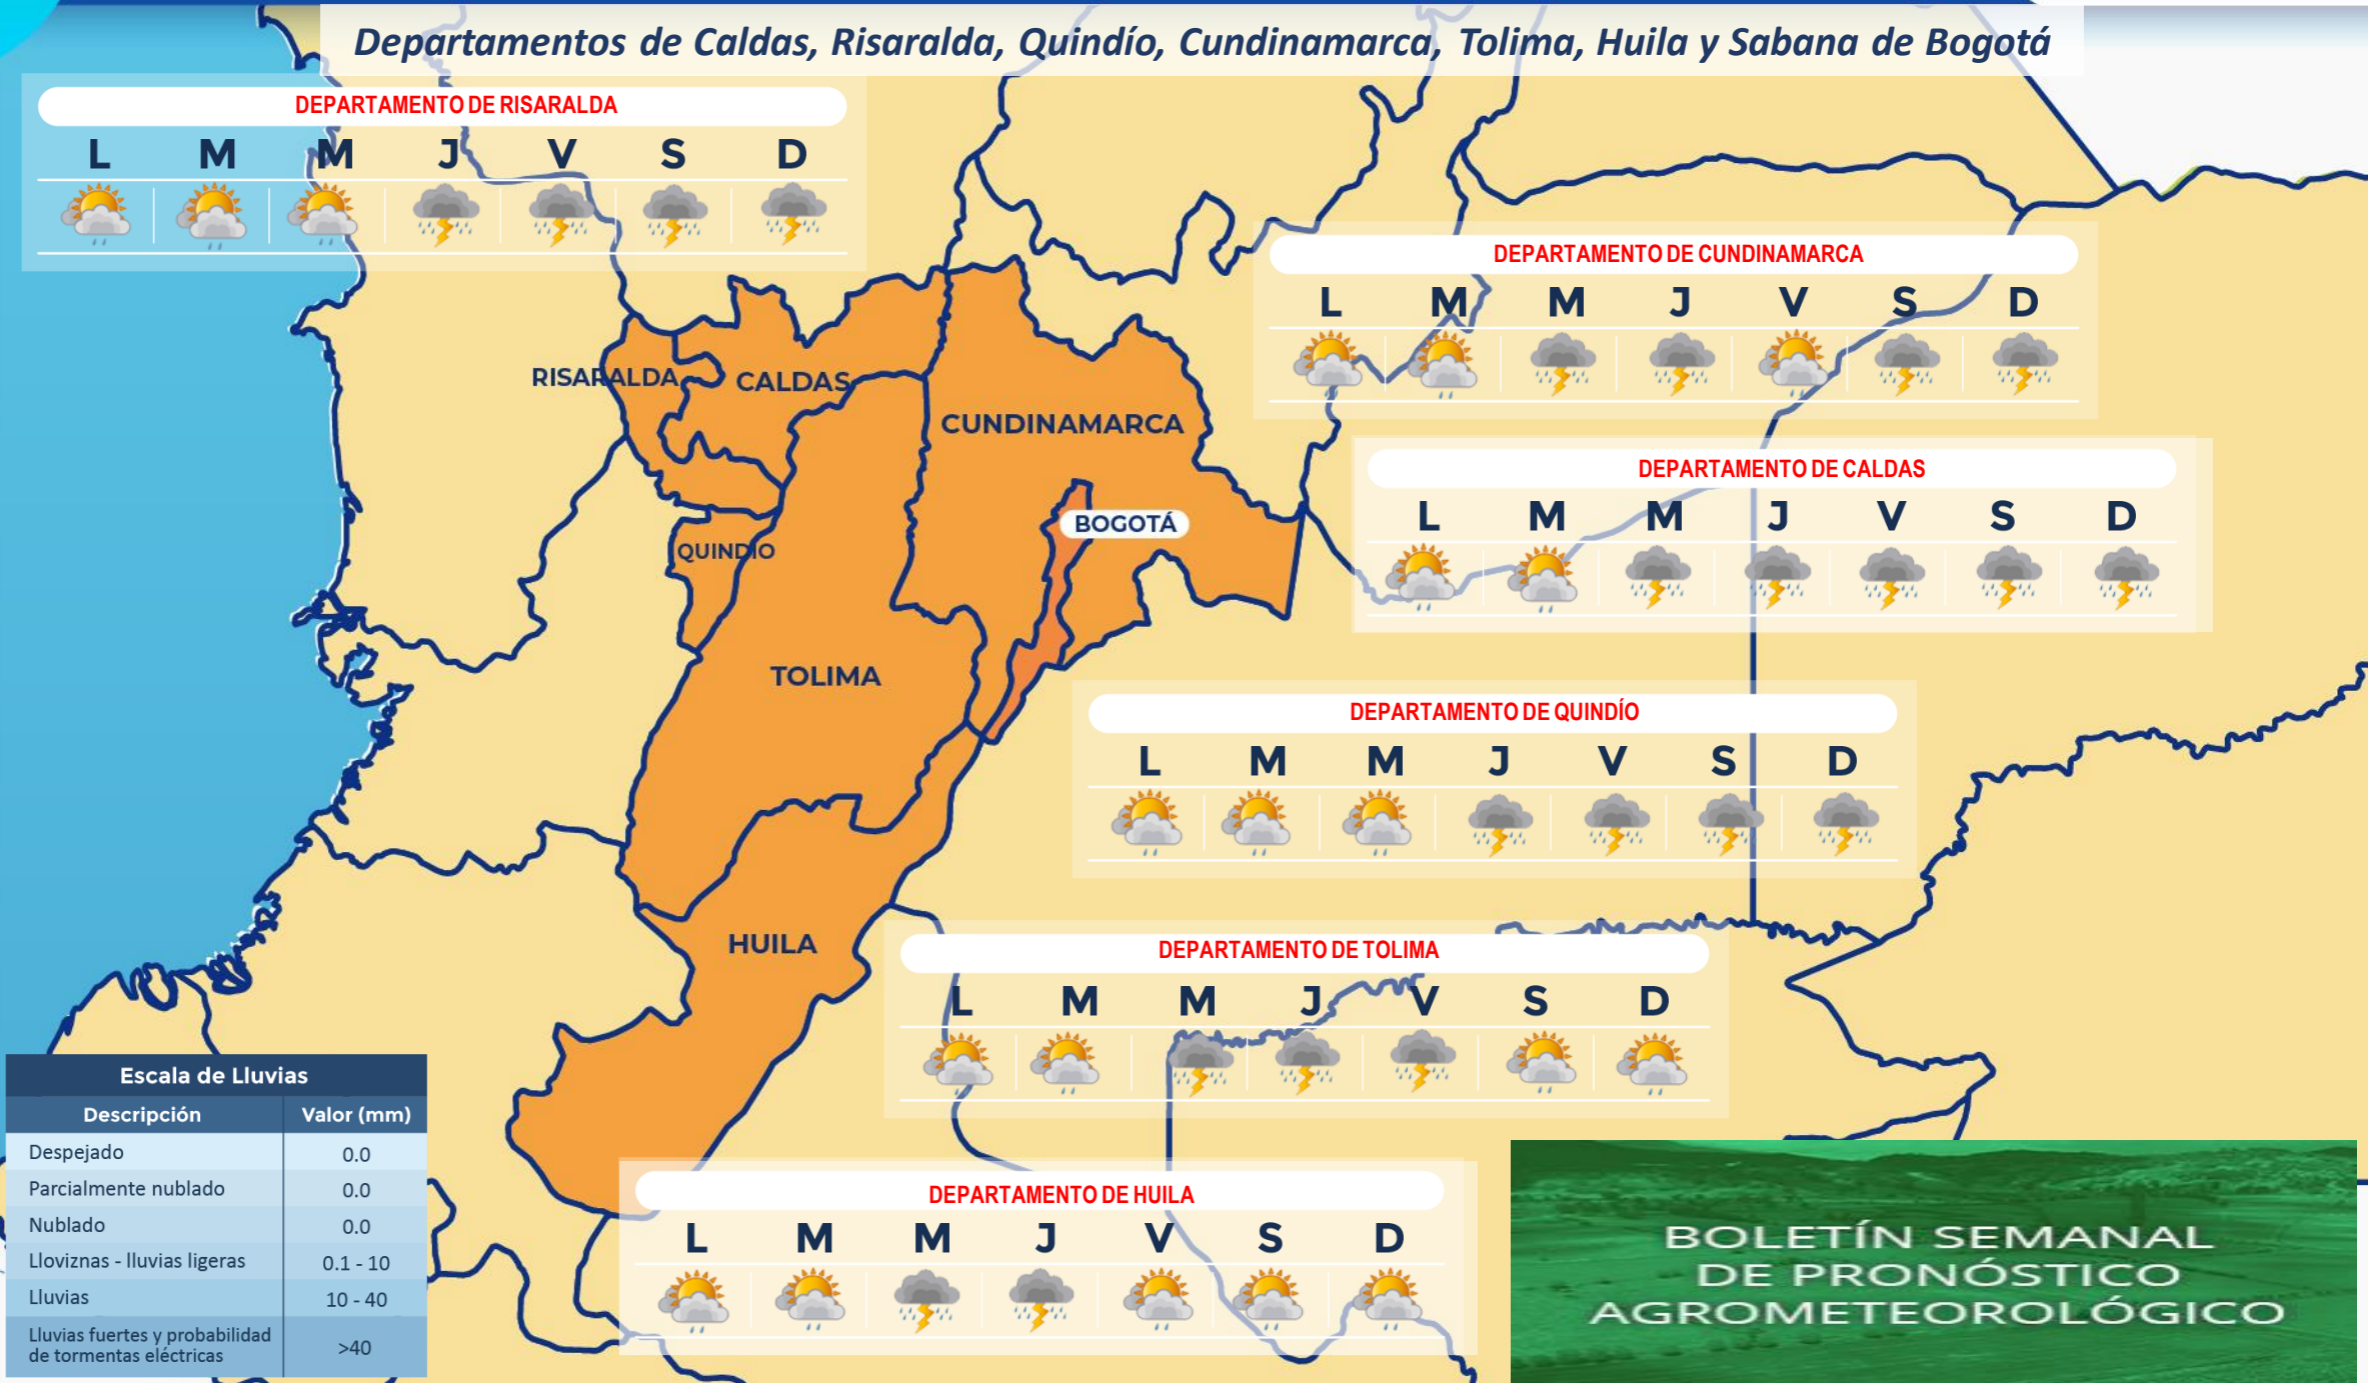 Departamentos de Caldas, Risaralda, Quindío, Cundinamarca, Tolima, Huila y Sabana de Bogotá
DEPARTAMENTO DE RISARALDA
L M M J V S D
DEPARTAMENTO DE CUNDINAMARCA
L M M J V S D
RISARALDA
CALDAS
CUNDINAMARCA
BOGOTÁ
QUINDIO
TOLIMA
HUILA
DEPARTAMENTO DE CALDAS
L M M J V S D
DEPARTAMENTO DE QUINDÍO
L M M J V S D
DEPARTAMENTO DE TOLIMA
L M M J V S D
DEPARTAMENTO DE HUILA
L M M J V S D
Escala de Lluvias
Descripción Valor (mm)
Despejado 0.0
Parcialmente nublado 0.0
Nublado 0.0
Lloviznas - lluvias ligeras 0.1 - 10
Lluvias 10 - 40
Lluvias fuertes y probabilidad
de tormentas eléctricas >40
BOLETÍN SEMANAL
DE PRONÓSTICO
AGROMETEOROLÓGICO